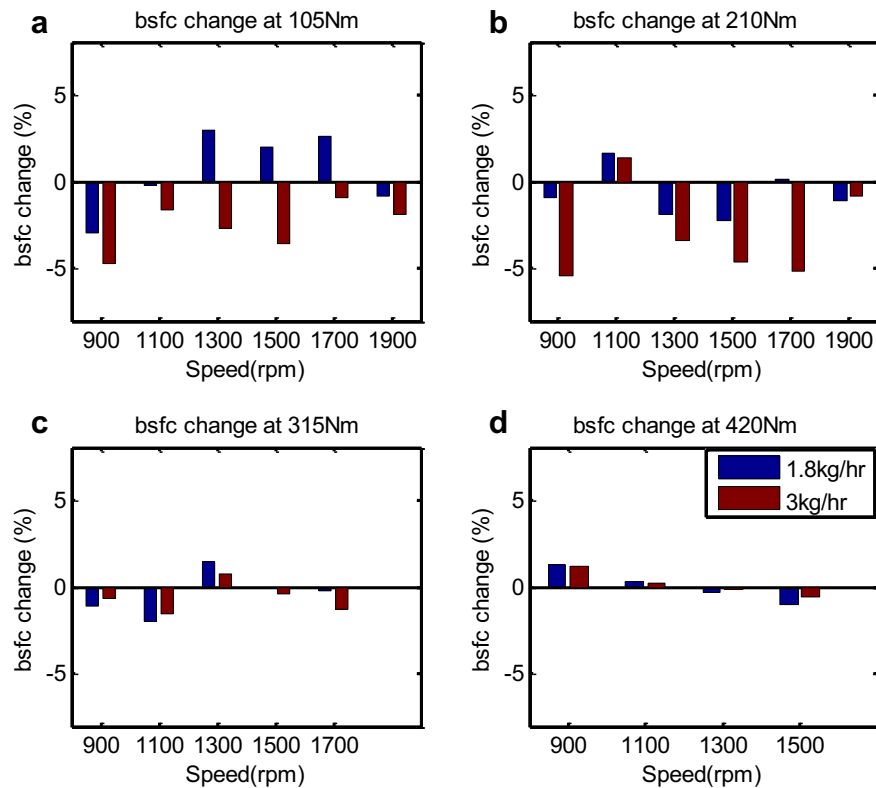 a
bsfc change at 105Nm
bsfc change (%)
5
0
-5
900 1100 1300 1500 1700 1900
Speed(rpm)
b
bsfc change at 210Nm
bsfc change (%)
5
0
-5
900 1100 1300 1500 1700 1900
Speed(rpm)
c
bsfc change at 315Nm
bsfc change (%)
5
0
-5
900 1100 1300 1500 1700
Speed(rpm)
d
bsfc change at 420Nm
bsfc change (%)
5
0
-5
1.8kg/hr
3kg/hr
900 1100 1300 1500
Speed(rpm)